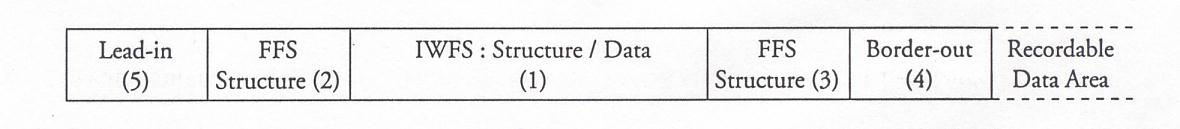 Lead-in
(5)
FFS
Structure (2)
IWFS : Structure / Data
(1)
FFS
Structure (3)
Border-out
(4)
Recordable
Data Area